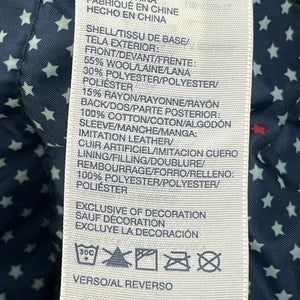 FABRIQUÉ EN CHINE
HECHO EN CHINA
SHELL/TISSU DE BASE/
TELA EXTERIOR:
FRONT/DEVANT/FRENTE:
55% WOOL/LAINE/LANA
30% POLYESTER/POLYESTER/
POLIÉSTER
15% RAYON/RAYONNE/RAYÓN
BACK/DOS/PARTE POSTERIOR:
100% COTTON/COTON/ALGODÓN
SLEEVE/MANCHE/MANGA:
IMITATION LEATHER/
CUIR ARTIFICIEL/IMITACION CUERO
LINING/FILLING/DOUBLURE/
REMBOURRAGE/FORRO/RELLENO:
100% POLYESTER/POLYESTER/
POLIÉSTER
EXCLUSIVE OF DECORATION
SAUF DÉCORATION
EXCEPTO DECORACIÓN
VERSO/AL REVERSO